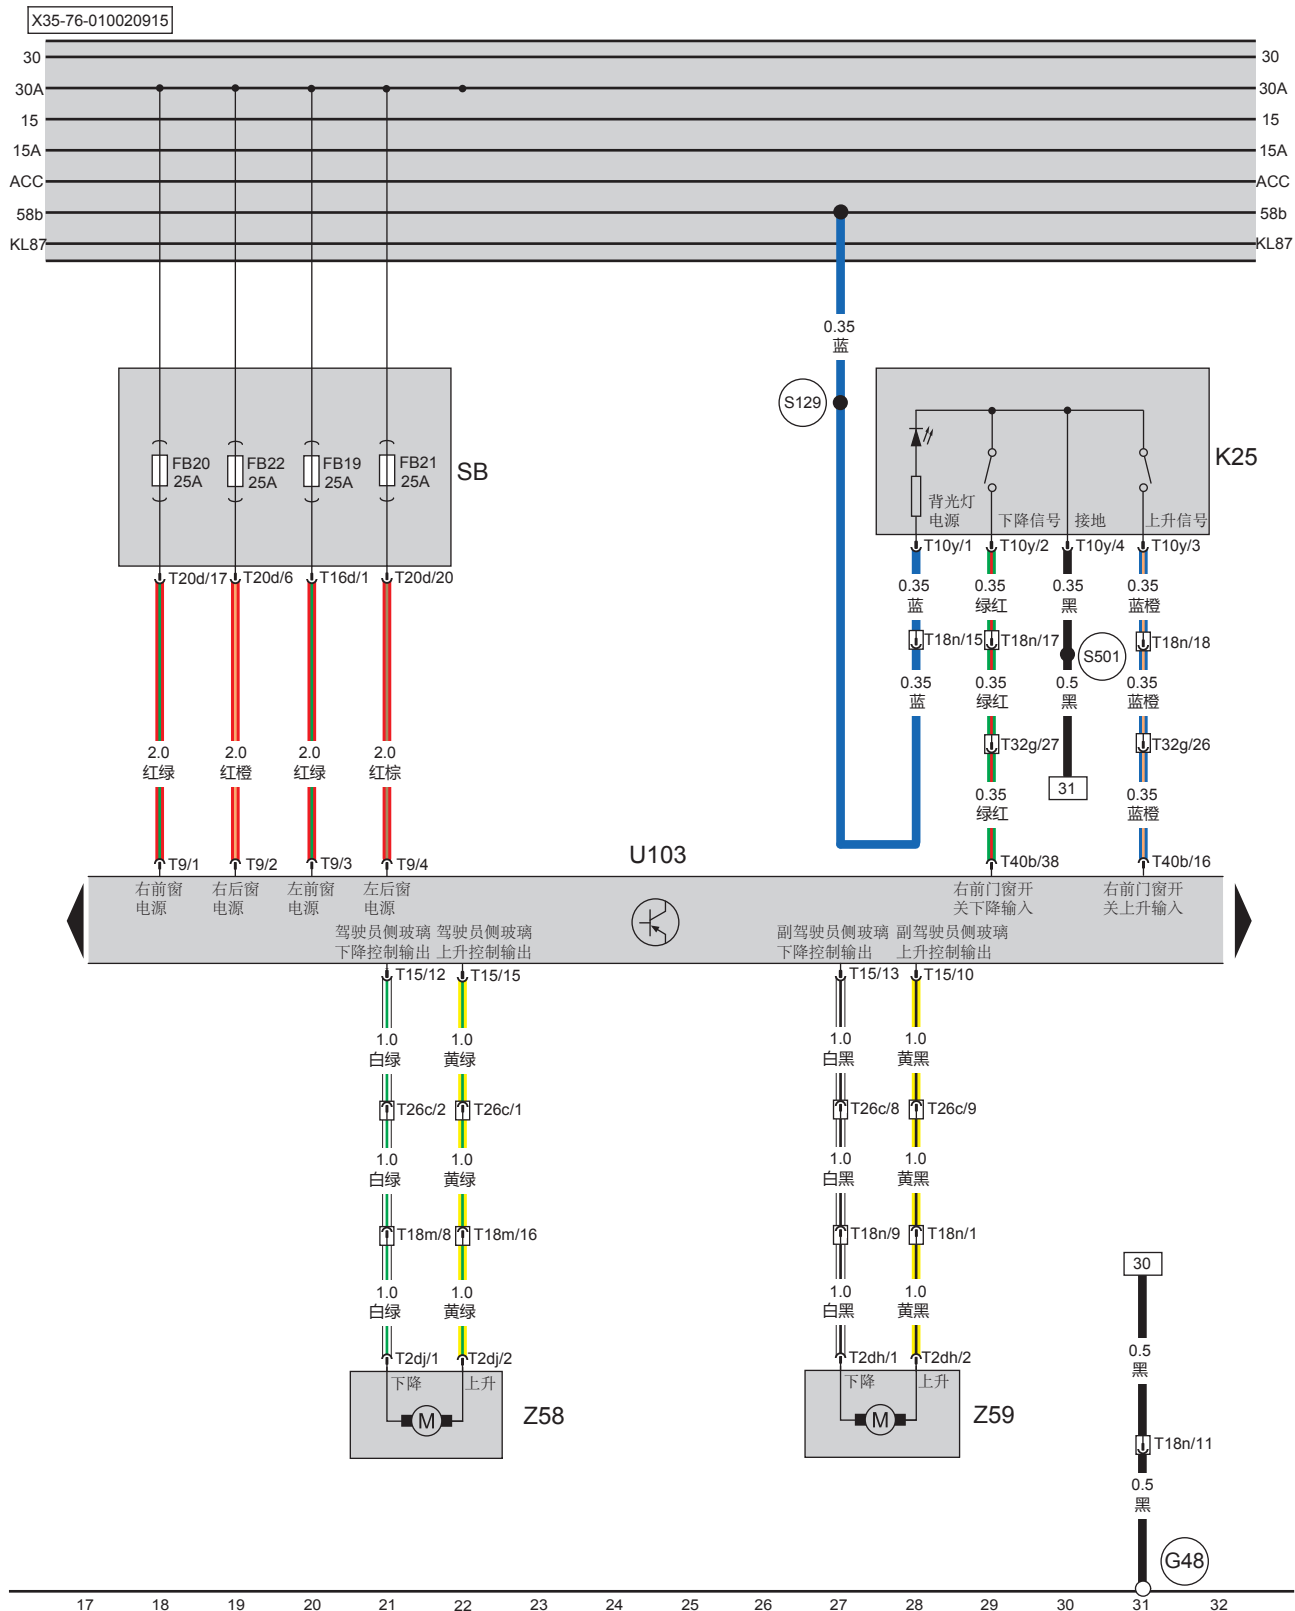 X35-76-010020915
30 30
30A 30A
15 15
15A 15A
ACC ACC
58b 58b
KL87 KL87
0.35
蓝
S129
FB20 FB22 FB19 FB21
25A 25A 25A 25A
SB
K25
背光灯
电源 下降信号 接地 上升信号
T10y/1 T10y/2 T10y/4 T10y/3
T20d/17 T20d/6 T16d/1 T20d/20
0.35 0.35 0.35 0.35
蓝 绿红 黑 蓝橙
T18n/15 T18n/17 T18n/18
S501
0.35 0.35 0.5 0.35
蓝 绿红 黑 蓝橙
T32g/27 T32g/26
2.0 2.0 2.0 2.0
红绿 红橙 红绿 红棕
31
0.35 0.35
绿红 蓝橙
U103
T9/1 T9/2 T9/3 T9/4 T40b/38 T40b/16
右前窗 右后窗 左前窗 左后窗 右前门窗开 右前门窗开
电源 电源 电源 电源 关下降输入 关上升输入
驾驶员侧玻璃 驾驶员侧玻璃 副驾驶员侧玻璃 副驾驶员侧玻璃
下降控制输出 上升控制输出 下降控制输出 上升控制输出
T15/12 T15/15 T15/13 T15/10
1.0 1.0 1.0 1.0
白绿 黄绿 白黑 黄黑
T26c/2 T26c/1 T26c/8 T26c/9
1.0 1.0 1.0 1.0
白绿 黄绿 白黑 黄黑
T18m/8 T18m/16 T18n/9 T18n/1
30
1.0 1.0 1.0 1.0
白绿 黄绿 白黑 黄黑
T2dj/1 T2dj/2 T2dh/1 T2dh/2
0.5
黑
下降 上升 下降 上升
M Z58 M Z59
T18n/11
0.5
黑
G48
17 18 19 20 21 22 23 24 25 26 27 28 29 30 31 32